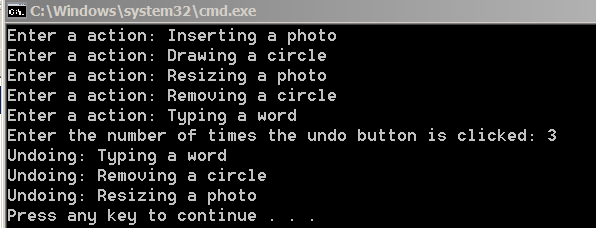 C:\Windows\system32\cmd.exe
Enter a action: Inserting a photo
Enter a action: Drawing a circle
Enter a action: Resizing a photo
Enter a action: Removing a circle
Enter a action: Typing a word
Enter the number of times the undo button is clicked: 3
Undoing: Typing a word
Undoing: Removing a circle
Undoing: Resizing a photo
Press any key to continue . . .